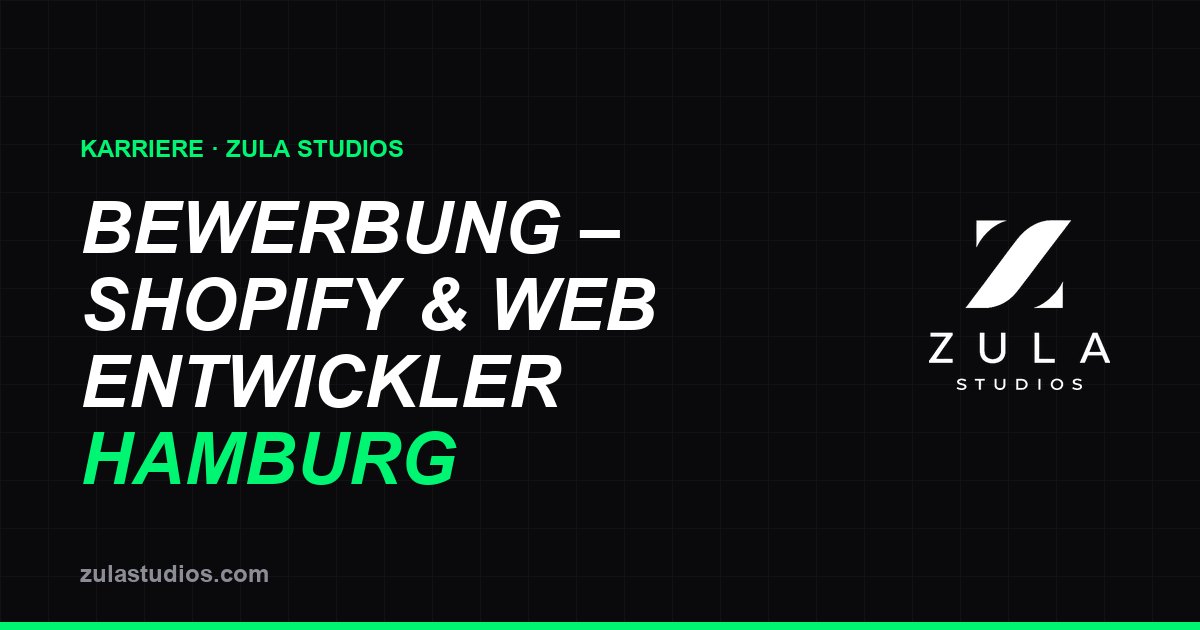 KARRIERE · ZULA STUDIOS
BEWERBUNG –
SHOPIFY & WEB
ENTWICKLER
HAMBURG
zulastudios.com
ZULA
STUDIOS